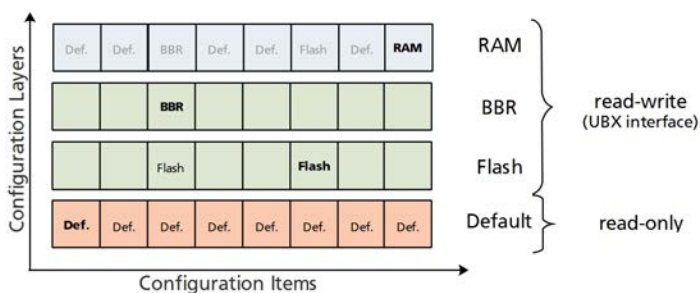 Configuration Layers
Def. Def. BBR Def. Def. Flash Def. RAM
RAM
BBR
BBR
Flash Flash
Flash
Def. Def. Def. Def. Def. Def. Def. Def.
Default
read-write
(UBX interface)
read-only
Configuration Items